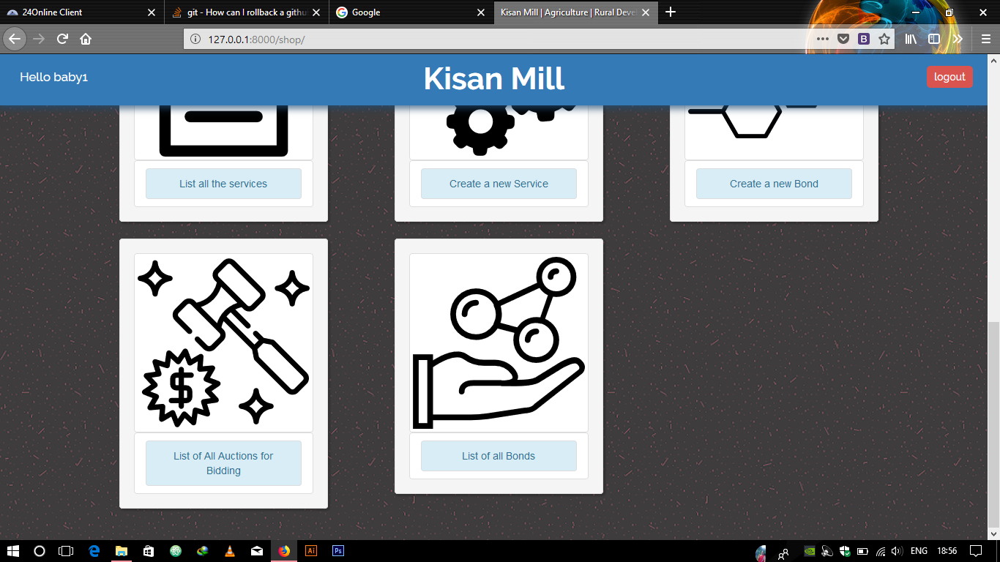 24Online Client
git - How can I rollback a githu
Google
Kisan Mill | Agriculture | Rural Deve
127.0.0.1:8000/shop/
B
Hello baby1
Kisan Mill
logout
List all the services
Create a new Service
Create a new Bond
$
List of All Auctions for
Bidding
List of all Bonds
Ai
Ps
ENG
18:56